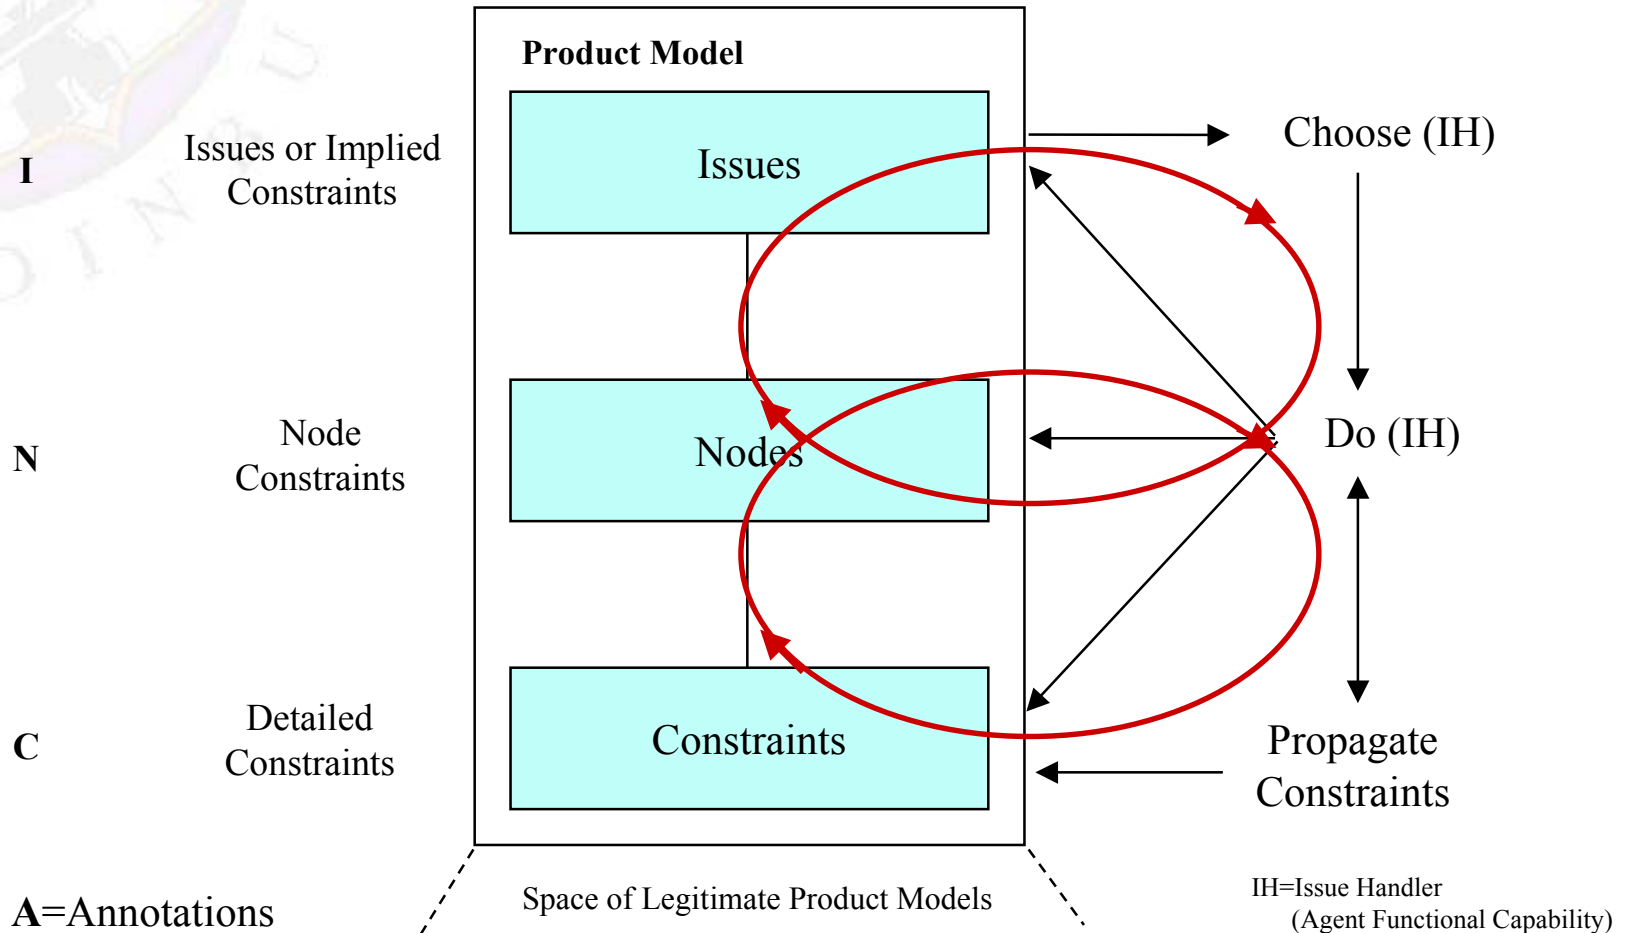 Product Model
I
Issues or Implied
Constraints
Issues
Choose (IH)
N
Node
Constraints
Nodes
Do (IH)
C
Detailed
Constraints
Constraints
Propagate
Constraints
A=Annotations
Space of Legitimate Product Models
IH=Issue Handler
(Agent Functional Capability)